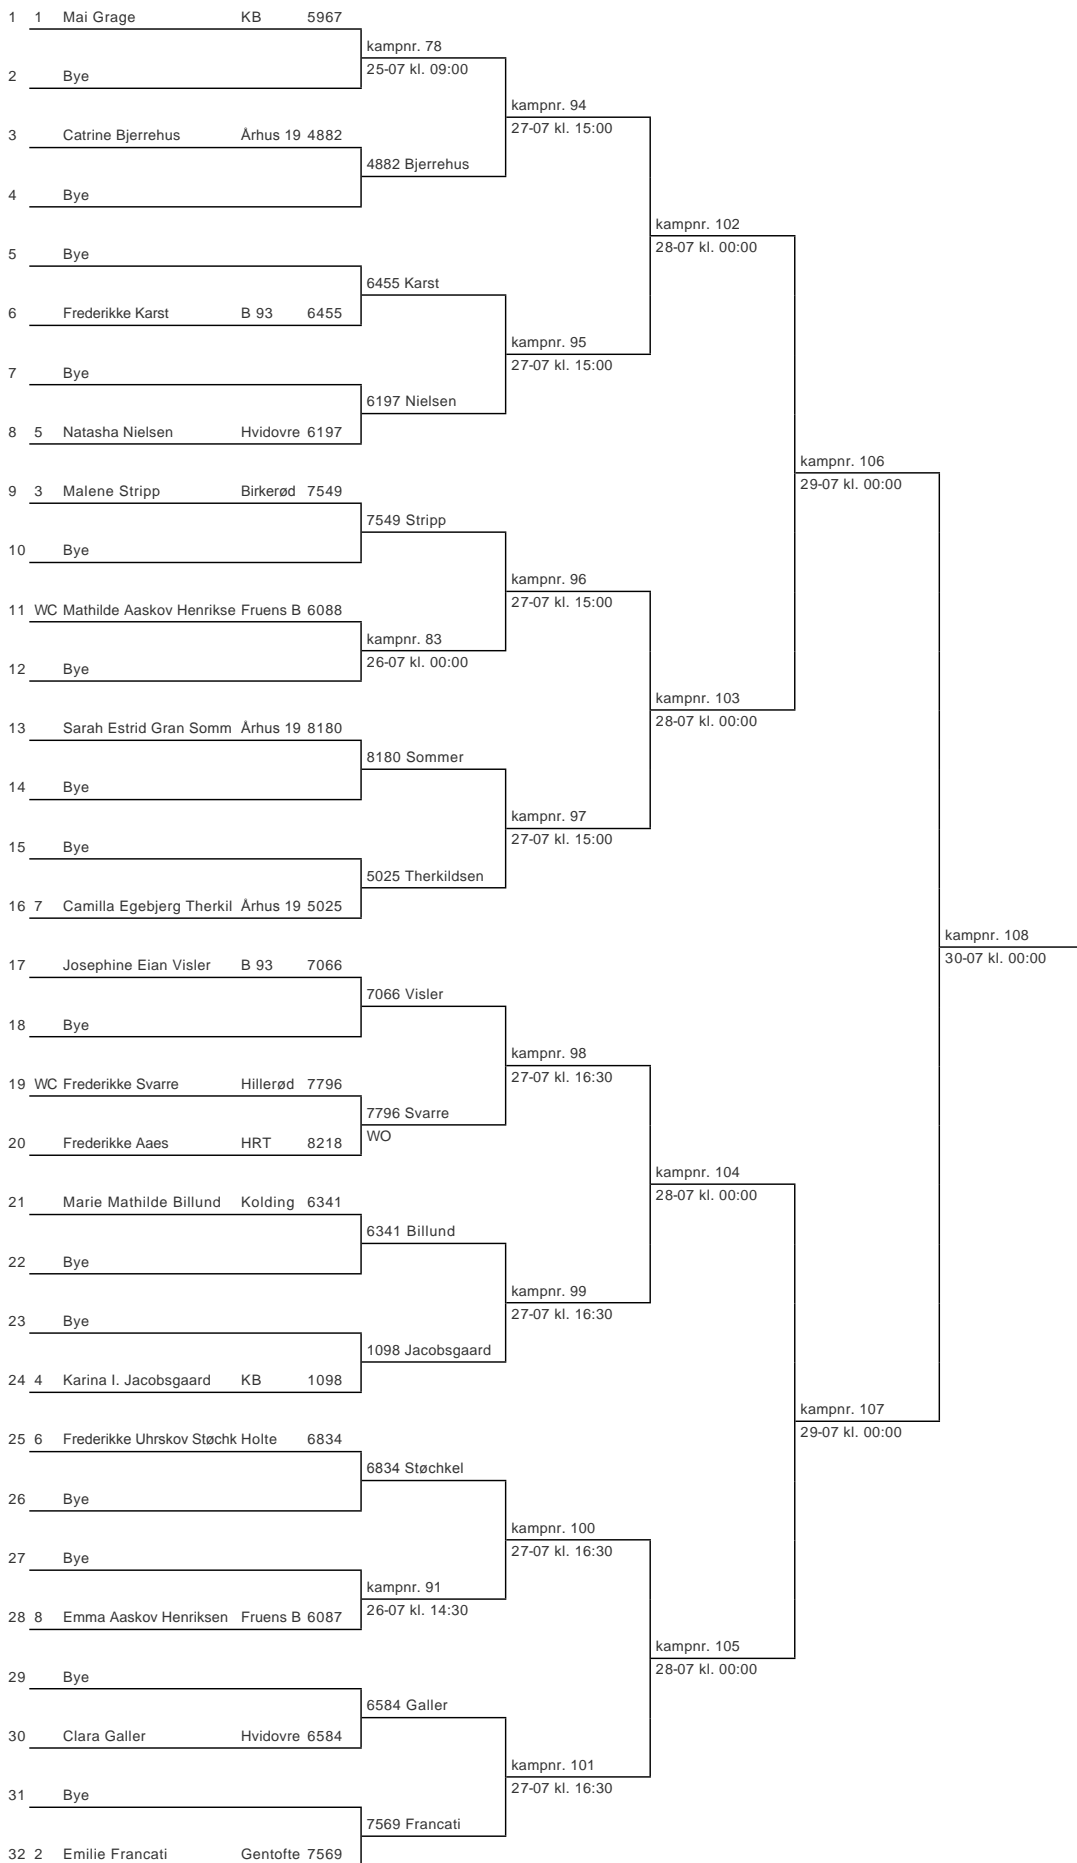 1 1 Mai Grage KB 5967
kampnr. 78
25-07 kl. 09:00
2 Bye
kampnr. 94
27-07 kl. 15:00
3 Catrine Bjerrehus Århus 19 4882
4882 Bjerrehus
4 Bye
kampnr. 102
28-07 kl. 00:00
5 Bye
6455 Karst
6 Frederikke Karst B 93 6455
kampnr. 95
27-07 kl. 15:00
7 Bye
6197 Nielsen
8 5 Natasha Nielsen Hvidovre 6197
kampnr. 106
29-07 kl. 00:00
9 3 Malene Stripp Birkerød 7549
7549 Stripp
10 Bye
kampnr. 96
27-07 kl. 15:00
11 WC Mathilde Aaskov Henrikse Fruens B 6088
kampnr. 83
26-07 kl. 00:00
12 Bye
kampnr. 103
28-07 kl. 00:00
13 Sarah Estrid Gran Somm Århus 19 8180
8180 Sommer
14 Bye
kampnr. 97
27-07 kl. 15:00
15 Bye
5025 Therkildsen
16 7 Camilla Egebjerg Therkil Århus 19 5025
kampnr. 108
30-07 kl. 00:00
17 Josephine Eian Visler B 93 7066
7066 Visler
18 Bye
kampnr. 98
27-07 kl. 16:30
19 WC Frederikke Svarre Hillerød 7796
7796 Svarre
WO
20 Frederikke Aaes HRT 8218
kampnr. 104
28-07 kl. 00:00
21 Marie Mathilde Billund Kolding 6341
6341 Billund
22 Bye
kampnr. 99
27-07 kl. 16:30
23 Bye
1098 Jacobsgaard
24 4 Karina I. Jacobsgaard KB 1098
kampnr. 107
29-07 kl. 00:00
25 6 Frederikke Uhrskov Støchk Holte 6834
6834 Støchkel
26 Bye
kampnr. 100
27-07 kl. 16:30
27 Bye
kampnr. 91
26-07 kl. 14:30
28 8 Emma Aaskov Henriksen Fruens B 6087
kampnr. 105
28-07 kl. 00:00
29 Bye
6584 Galler
30 Clara Galler Hvidovre 6584
kampnr. 101
27-07 kl. 16:30
31 Bye
7569 Francati
32 2 Emilie Francati Gentofte 7569